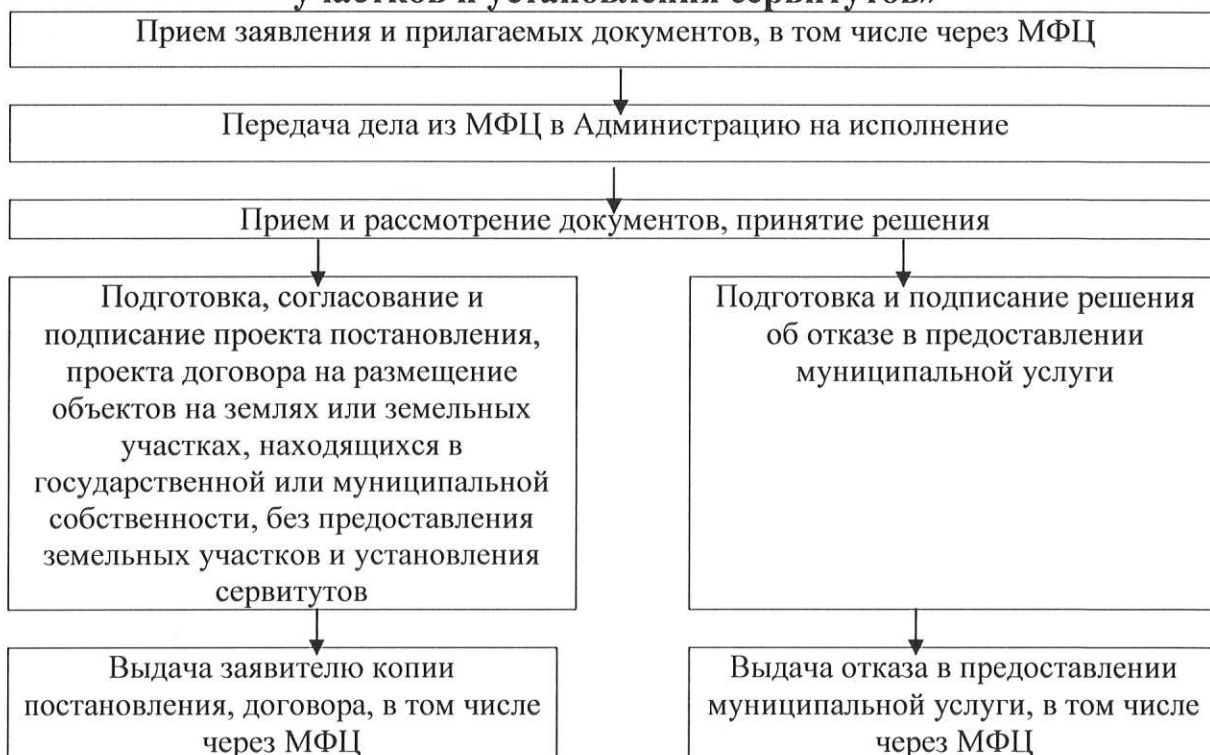 участков и установления сервитутов»
Прием заявления и прилагаемых документов, в том числе через МФЦ
Передача дела из МФЦ в Администрацию на исполнение
Прием и рассмотрение документов, принятие решения
Подготовка, согласование и
подписание проекта постановления,
проекта договора на размещение
объектов на землях или земельных
участках, находящихся в
государственной или муниципальной
собственности, без предоставления
земельных участков и установления
сервитутов
Подготовка и подписание решения
об отказе в предоставлении
муниципальной услуги
Выдача заявителю копии
постановления, договора, в том числе
через МФЦ
Выдача отказа в предоставлении
муниципальной услуги, в том числе
через МФЦ